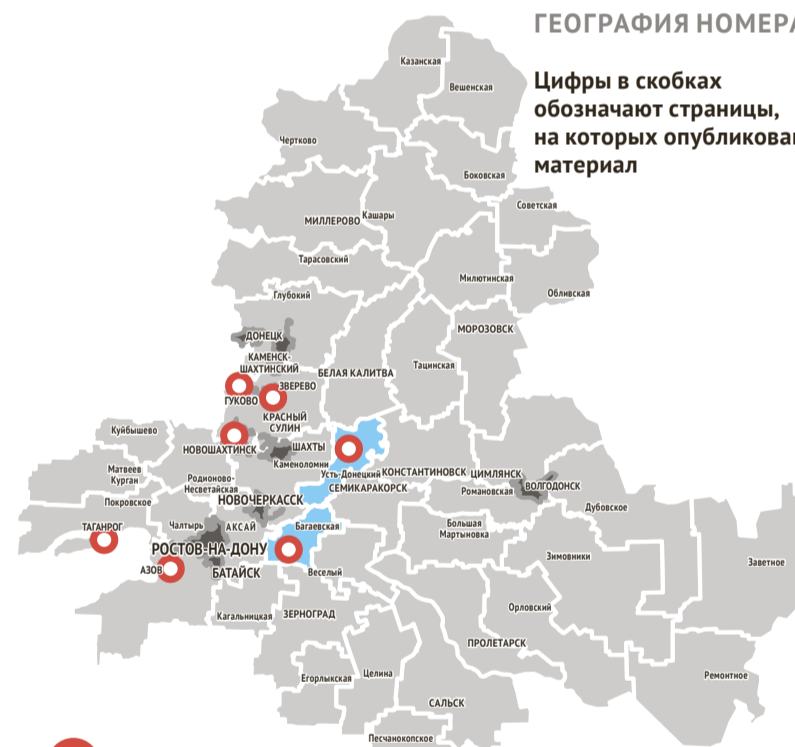 ГЕОГРАФИЯ НОМЕРА
Цифры в скобках
обозначают страницы,
на которых опубликован
материал
Казанская
Вешенская
Чертково
Боковская
Советская
МИЛЛЕРОВО
Кашары
Тарасовский
Милютинская
Обливская
Глубокий
МОРОЗОВСК
ДОНЕЦК
КАМЕНСК-
ШАХТИНСКИЙ
БЕЛАЯ КАЛИТВА
Тацинская
ЗВЕРЕВО
ГУКОВО
КРАСНЫЙ
СУЛИН
Куйбышево
НОВОШАХТИНСК
ШАХТЫ
Каменоломни
Матвеев
Курган
Усть-Донецкий
КОНСТАНТИНОВСК
ЦИМЛЯНСК
Родионово-
Несветайская
СЕМИКАРАКОРСК
Романовская
ВОЛГОДОНСК
Покровское
НОВОЧЕРКАССК
Дубовское
ТАГАНРОГ
Чалтырь
АКСАЙ
Багаевская
Большая
Мартыновка
РОСТОВ-НА-ДОНУ
Зимовники
Заветное
АЗОВ
БАТАЙСК
Веселый
Кагальницкая
ЗЕРНОГРАД
Орловский
ПРОЛЕТАРСК
Егорлыкская
Целина
Ремонтное
САЛЬСК
Песчанокопское